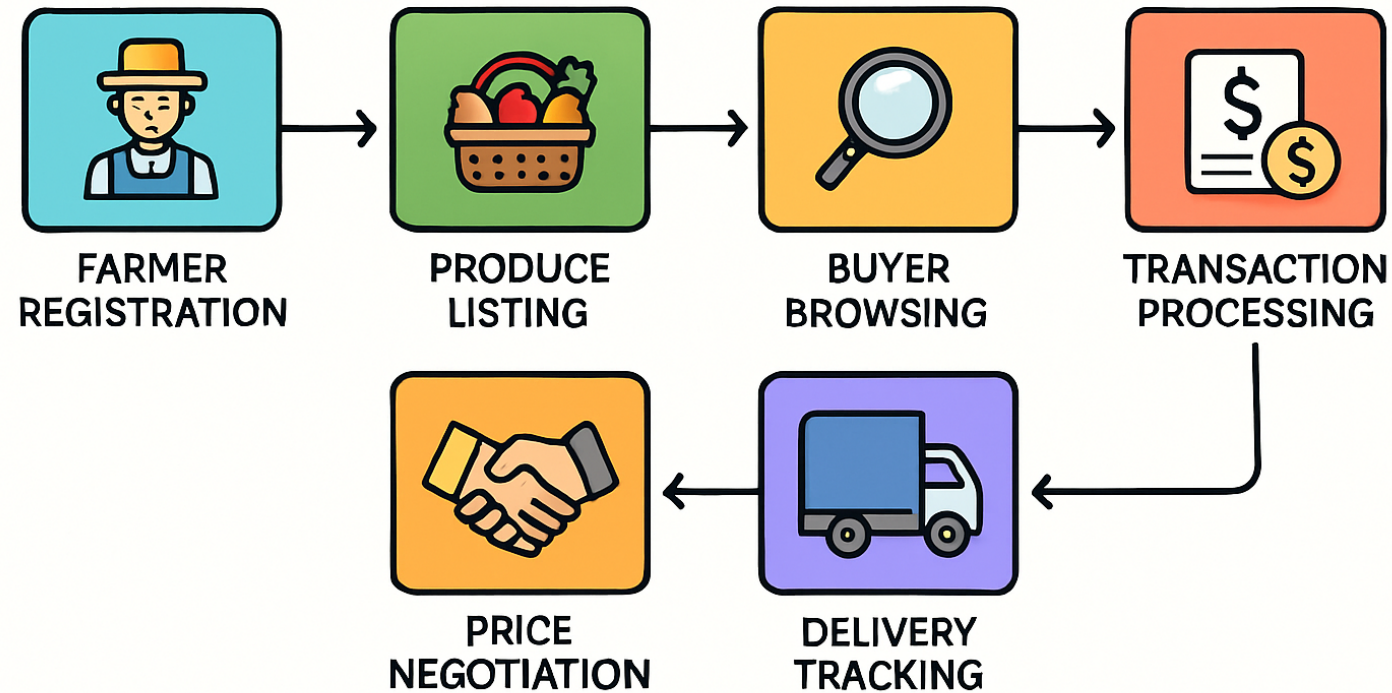 FARMER
REGISTRATION
PRODUCE
LISTING
BUYER
BROWSING
TRANSACTION
PROCESSING
$
$
PRICE
NEGOTIATION
DELIVERY
TRACKING